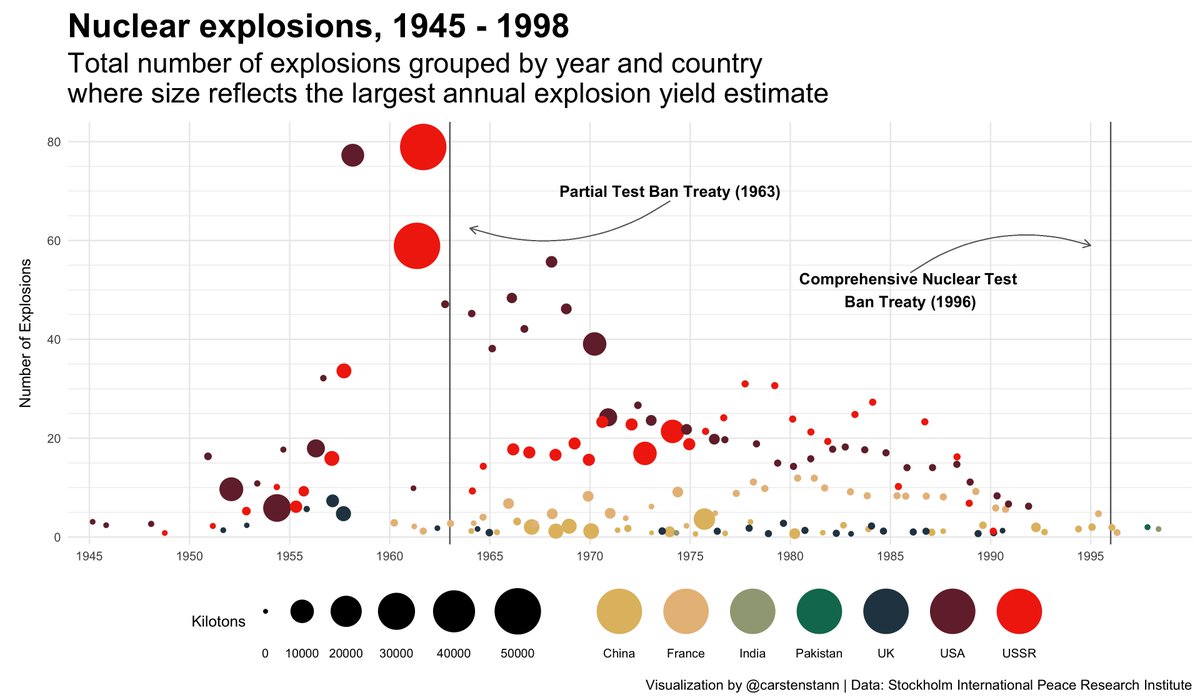 Nuclear explosions, 1945 - 1998
Total number of explosions grouped by year and country
where size reflects the largest annual explosion yield estimate
Number of Explosions
80
60
40
20
0
Partial Test Ban Treaty (1963)
Comprehensive Nuclear Test
Ban Treaty (1996)
1945 1950 1955 1960 1965 1970 1975 1980 1985 1990 1995
Kilotons
0 10000 20000 30000 40000 50000
China France India Pakistan UK USA USSR
Visualization by @carstenstann | Data: Stockholm International Peace Research Institute